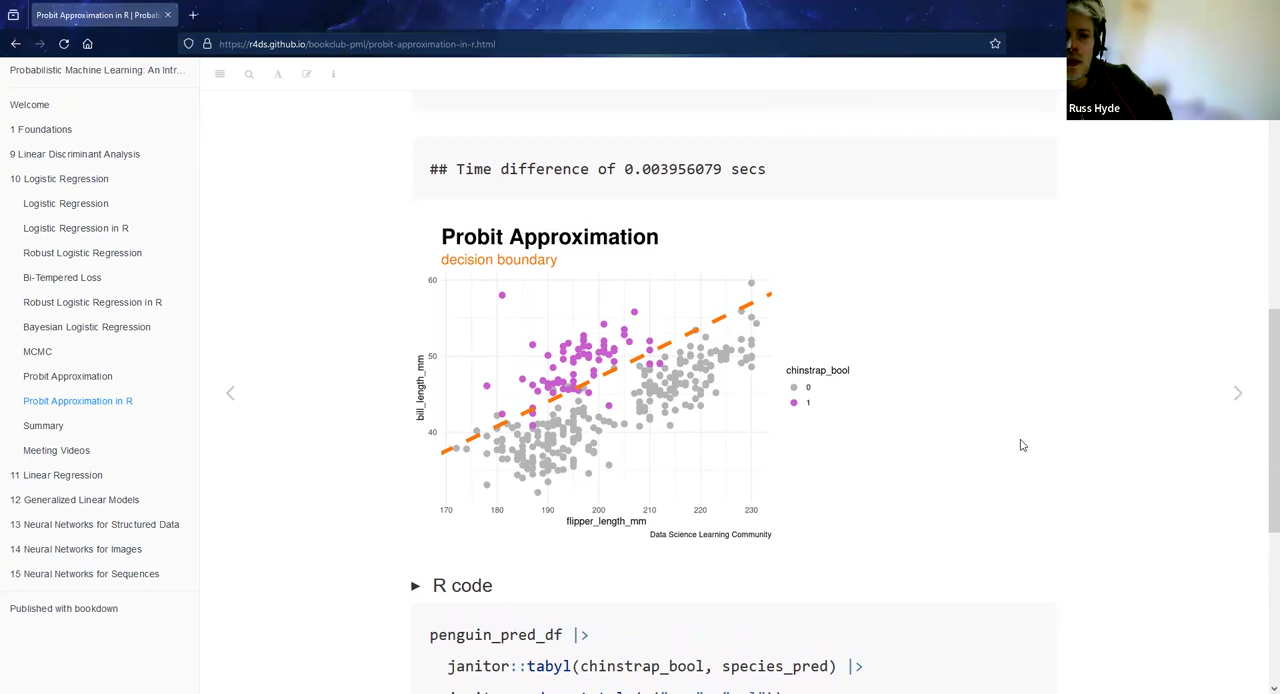 Probit Approximation in R | Probab
https://r4ds.github.io/bookclub-pml/probit-approximation-in-r.html
Russ Hyde
Probabilistic Machine Learning: An Intr...
Welcome
1 Foundations
9 Linear Discriminant Analysis
10 Logistic Regression
Logistic Regression
Logistic Regression in R
Robust Logistic Regression
Bi-Tempered Loss
Robust Logistic Regression in R
Bayesian Logistic Regression
MCMC
Probit Approximation
Probit Approximation in R
Summary
Meeting Videos
11 Linear Regression
12 Generalized Linear Models
13 Neural Networks for Structured Data
14 Neural Networks for Images
15 Neural Networks for Sequences
Published with bookdown
## Time difference of 0.003956079 secs
Probit Approximation
decision boundary
60
50
40
bill_length_mm
170 180 190 200 210 220 230
flipper_length_mm
Data Science Learning Community
chinstrap_bool
0
1
R code
penguin_pred_df |>
janitor::tabyl(chinstrap_bool, species_pred) |>